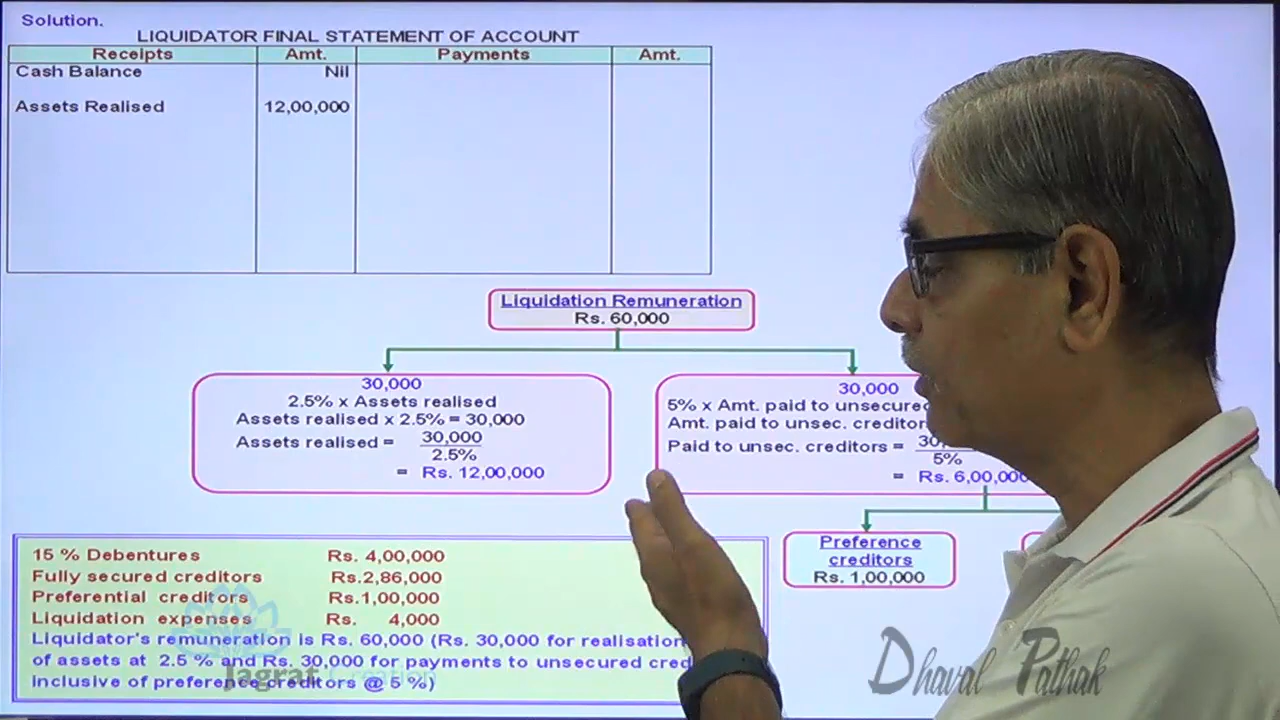 Solution.
LIQUIDATOR FINAL STATEMENT OF ACCOUNT
Receipts Amt. Payments Amt.
Cash Balance Nil
Assets Realised 12,00,000
Liquidation Remuneration
Rs. 60,000
30,000
2.5% x Assets realised
Assets realised x 2.5% = 30,000
Assets realised = 30,000
2.5%
= Rs. 12,00,000
30,000
5% x Amt. paid to
Amt. paid to unsec.
Paid to unsec. creditors =
5%
= Rs. 6,00,000
Preference
creditors
Rs. 1,00,000
15 % Debentures Rs. 4,00,000
Fully secured creditors Rs.2,86,000
Preferential creditors Rs.1,00,000
Liquidation expenses Rs. 4,000
Liquidator's remuneration is Rs. 60,000 (Rs. 30,000 for realisation
of assets at 2.5 % and Rs. 30,000 for payments to unsecured
inclusive of preference creditors @ 5 %)
Jagrat Creation
Dhaval Pathak